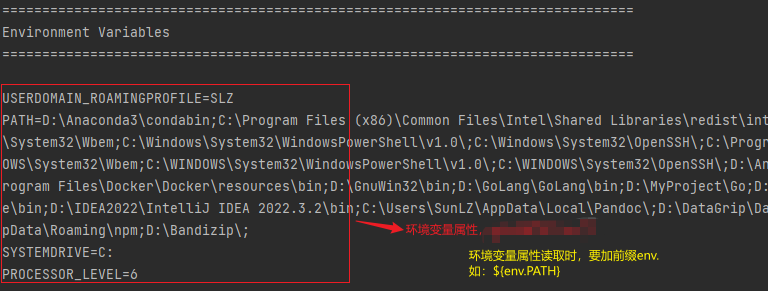 ================================================================================
Environment Variables
================================================================================
USERDOMAIN_ROAMINGPROFILE=SLZ
PATH=D:\Anaconda3\condabin;C:\Program Files (x86)\Common Files\Intel\Shared Libraries\redist\int
\System32\Wbem;C:\Windows\System32\WindowsPowerShell\v1.0\;C:\Windows\System32\OpenSSH\;C:\Progr
OWS\System32\Wbem;C:\WINDOWS\System32\WindowsPowerShell\v1.0\;C:\WINDOWS\System32\OpenSSH\;D:\An
rogram Files\Docker\Docker\resources\bin;D:\GnuWin32\bin;D:\GoLang\GoLang\bin;D:\MyProject\Go;D:
e\bin;D:\IDEA2022\IntelliJ IDEA 2022.3.2\bin;C:\Users\SunLZ\AppData\Local\Pandoc\;D:\DataGrip\Da
pData\Roaming\npm;D:\Bandizip\;
环境变量属性，
SYSTEMDRIVE=C:
环境变量属性读取时，要加前缀env.
如：${env.PATH}
PROCESSOR_LEVEL=6